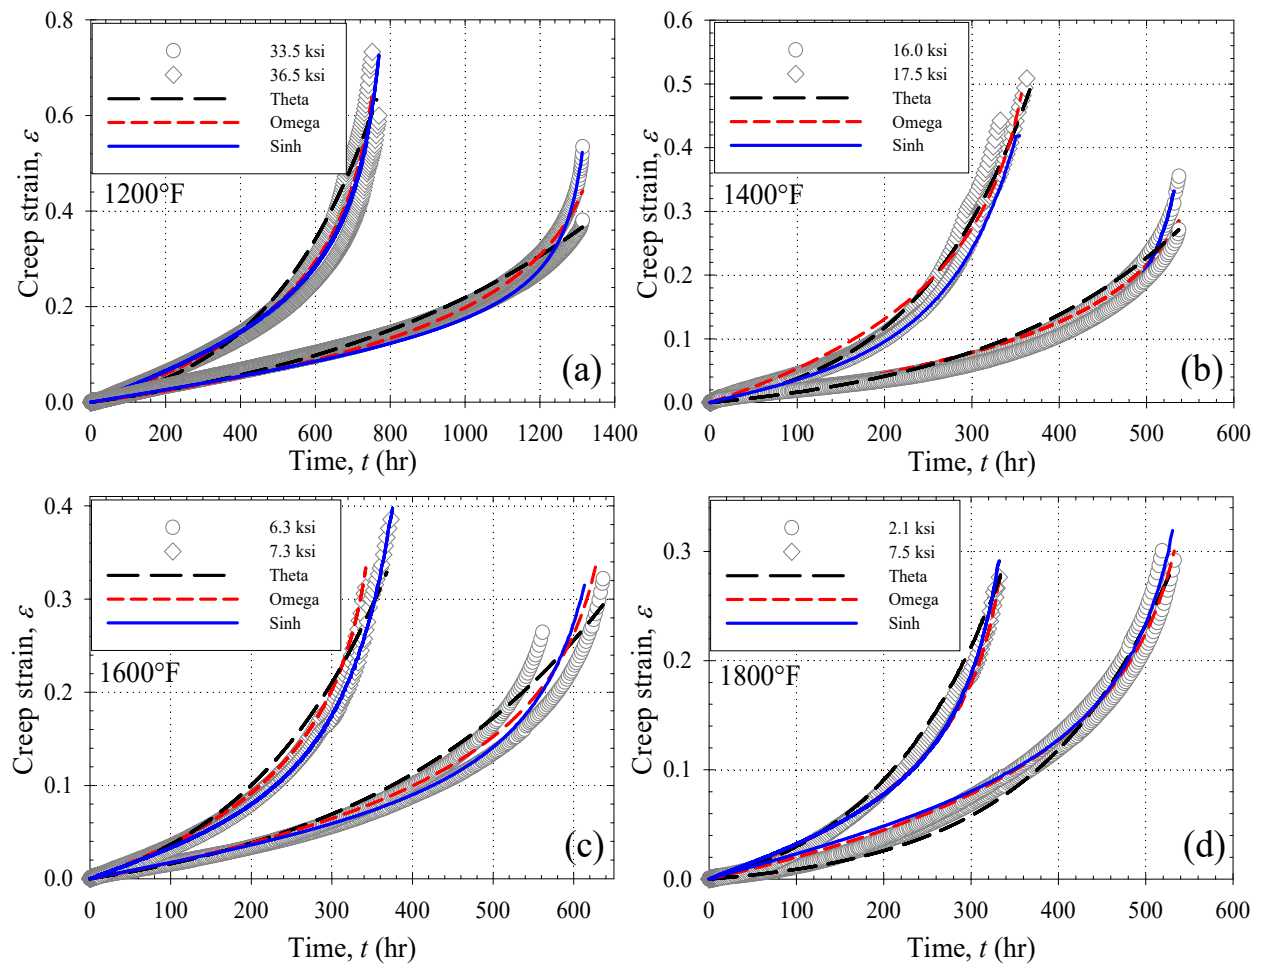 0.8
0.6
0.4
0.2
0.0
Creep strain, ε
33.5 ksi
36.5 ksi
Theta
Omega
Sinh
1200°F
(a)
0 200 400 600 800 1000 1200 1400
Time, t (hr)
0.6
0.5
0.4
0.3
0.2
0.1
0.0
Creep strain, ε
16.0 ksi
17.5 ksi
Theta
Omega
Sinh
1400°F
(b)
0 100 200 300 400 500 600
Time, t (hr)
0.4
0.3
0.2
0.1
0.0
Creep strain, ε
6.3 ksi
7.3 ksi
Theta
Omega
Sinh
1600°F
(c)
0 100 200 300 400 500 600
Time, t (hr)
0.3
0.2
0.1
0.0
Creep strain, ε
2.1 ksi
7.5 ksi
Theta
Omega
Sinh
1800°F
(d)
0 100 200 300 400 500 600
Time, t (hr)